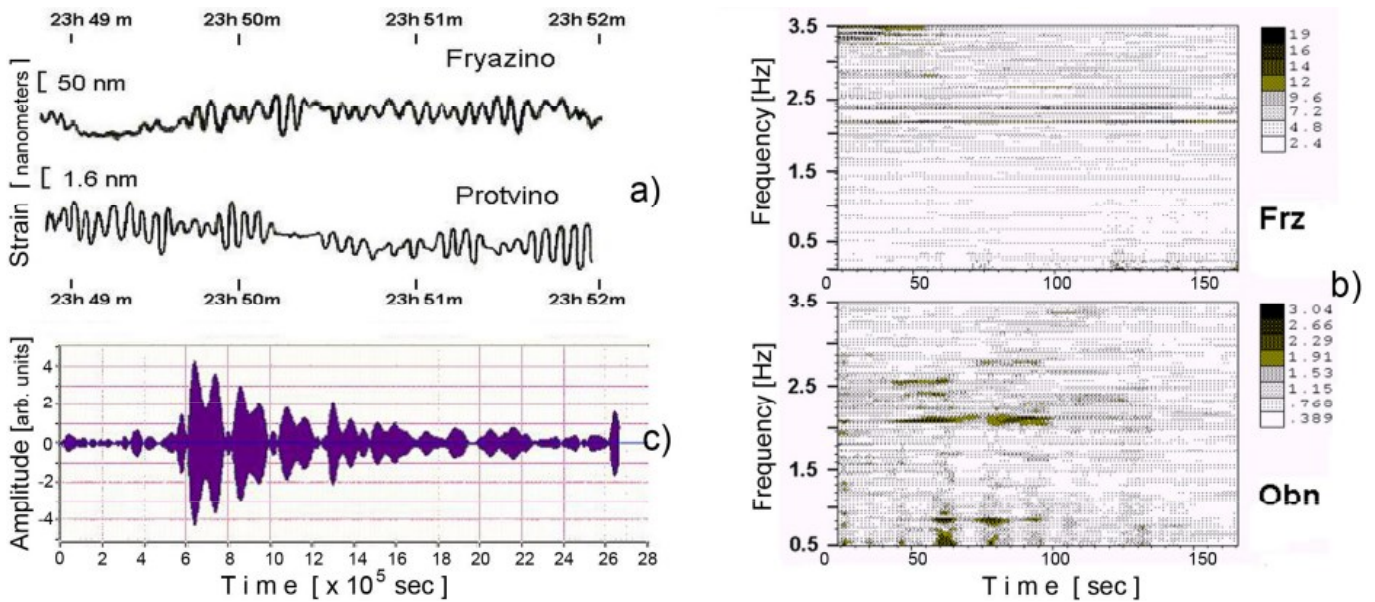 23h 49 m 23h 50m 23h 51m 23h 52m
Fryazino
[ 50 nm
[ 1.6 nm
Protvino
a)
Strain [ nanometers]
23h 49 m 23h 50m 23h 51m 23h 52m
Amplitude [arb. units]
4
2
0
-2
-4
c)
0 2 4 6 8 10 12 13 14 16 18 20 22 24 26 28
Time [ x 10⁵ sec]
Frequency [Hz]
3.5
2.5
1.5
0.5
0 50 100 150
19
16
14
12
9.6
7.2
4.8
2.4
Frz
b)
Frequency [Hz]
3.5
2.5
1.5
0.5
0 50 100 150
Time [ sec]
3.04
2.66
2.29
1.91
1.53
1.15
.760
.389
Obn